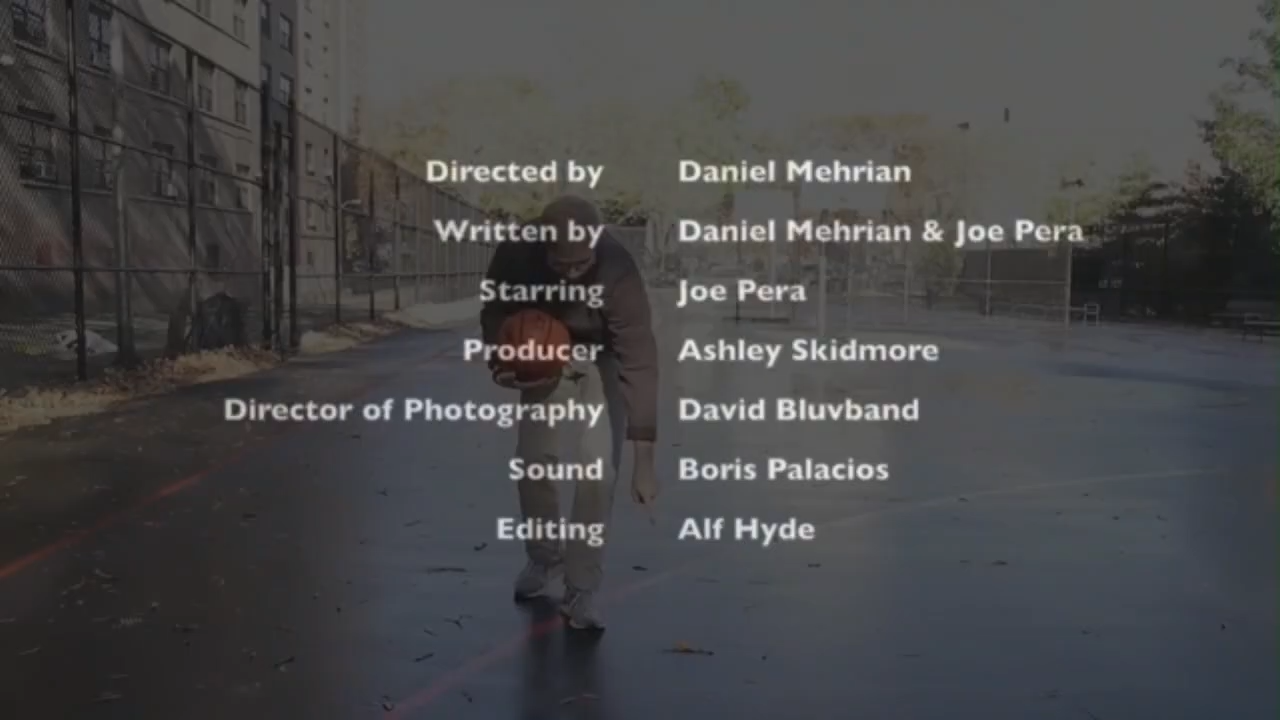 Directed by Daniel Mehrian
Written by Daniel Mehrian & Joe Pera
Starring Joe Pera
Producer Ashley Skidmore
Director of Photography David Bluvband
Sound Boris Palacios
Editing Alf Hyde